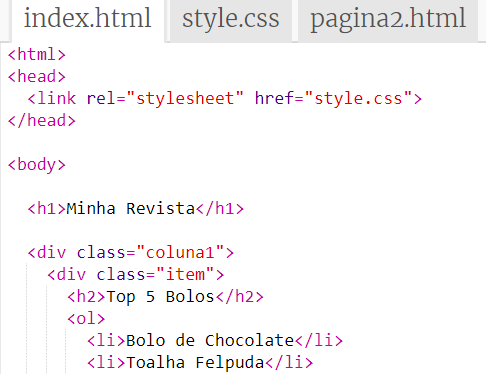 index.html style.css pagina2.html
<html>
<head>
<link rel="stylesheet" href="style.css">
</head>
<body>
<h1>Minha Revista</h1>
<div class="coluna1">
<div class="item">
<h2>Top 5 Bolos</h2>
<ol>
<li>Bolo de Chocolate</li>
<li>Toalha Felpuda</li>